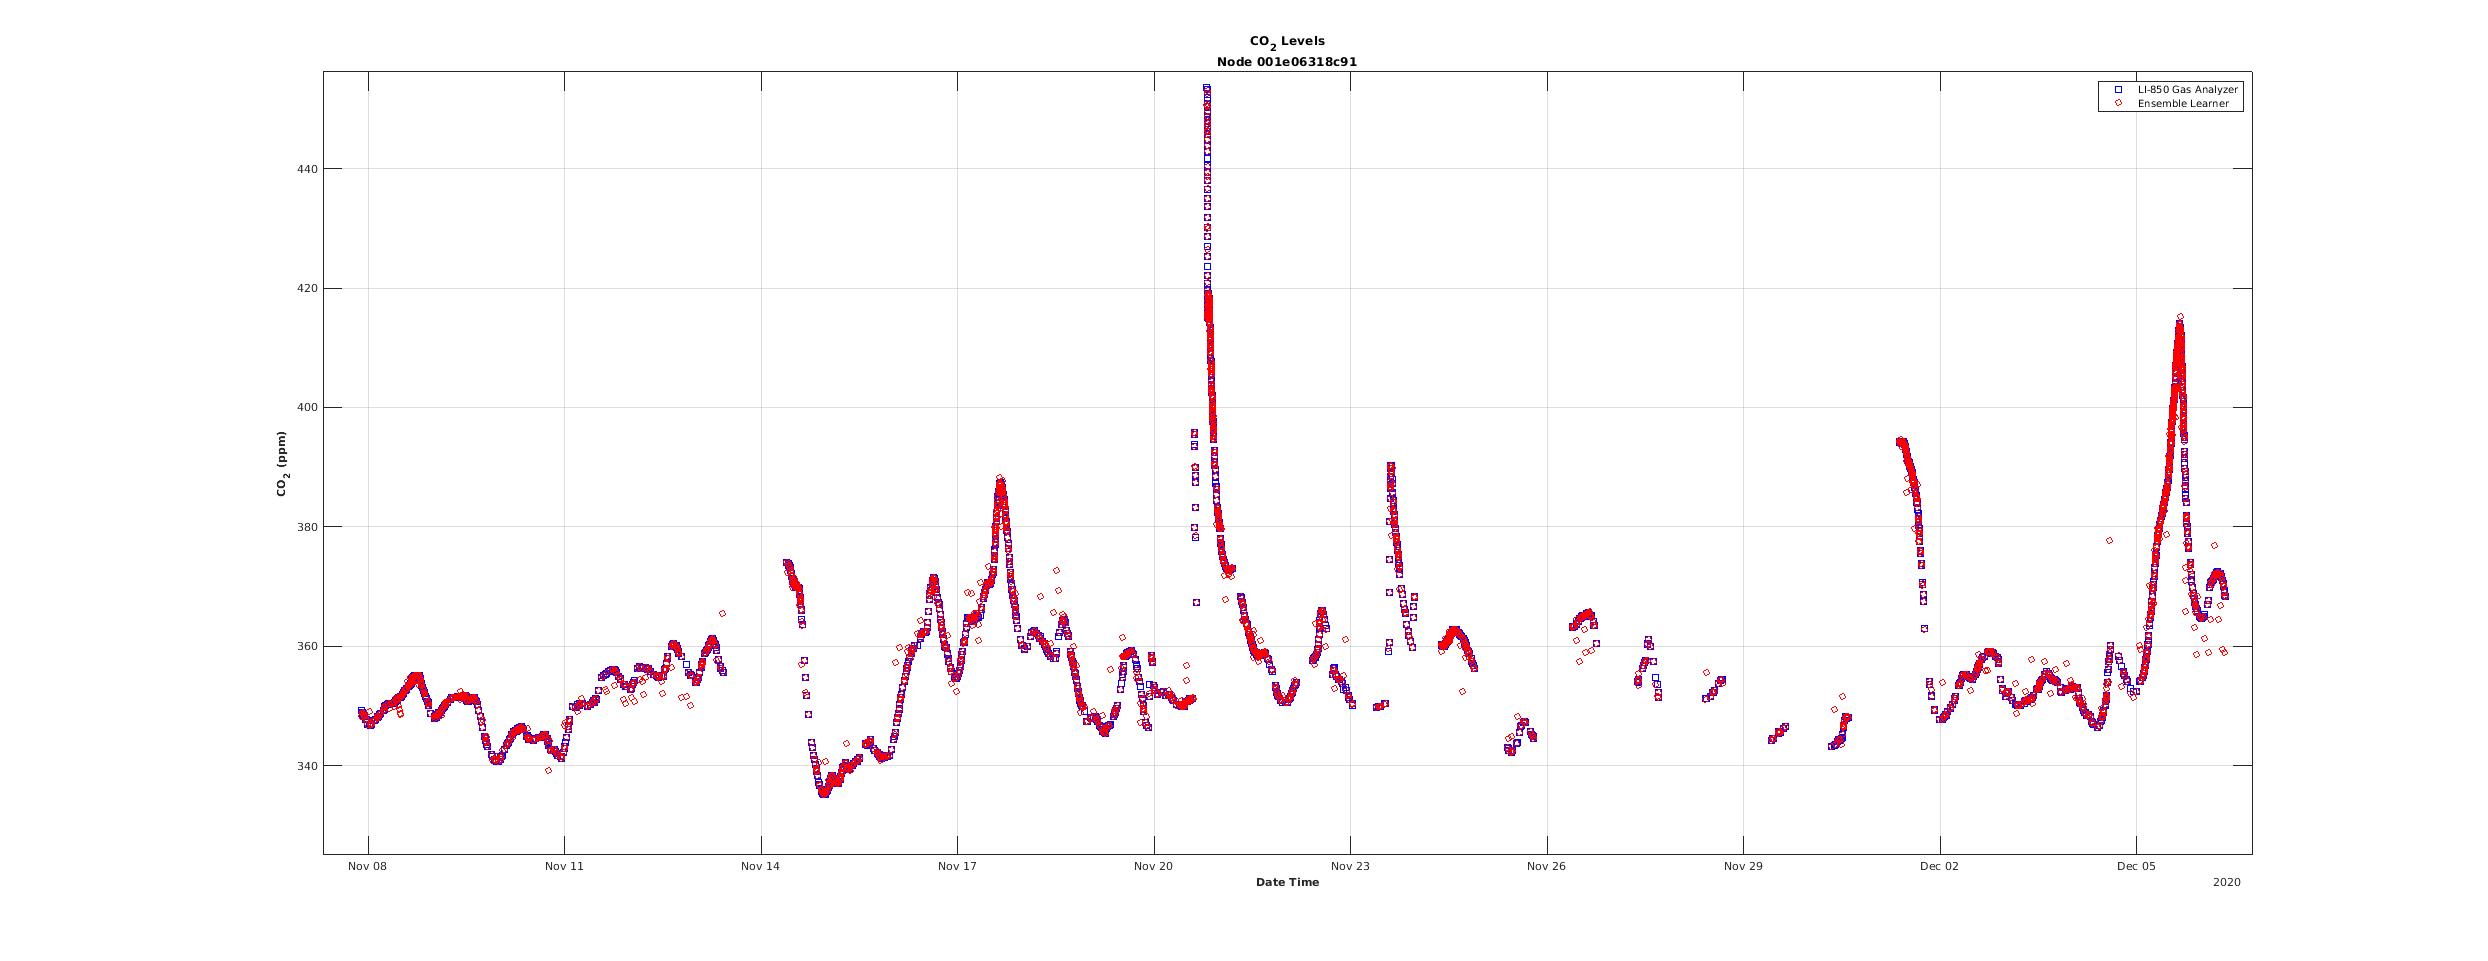 CO2 Levels
Node 001e06318c91
LI-850 Gas Analyzer
Ensemble Learner
440
420
400
380
360
340
CO2 (ppm)
Nov 08
Nov 11
Nov 14
Nov 17
Nov 20
Nov 23
Nov 26
Nov 29
Dec 02
Dec 05
Date Time
2020